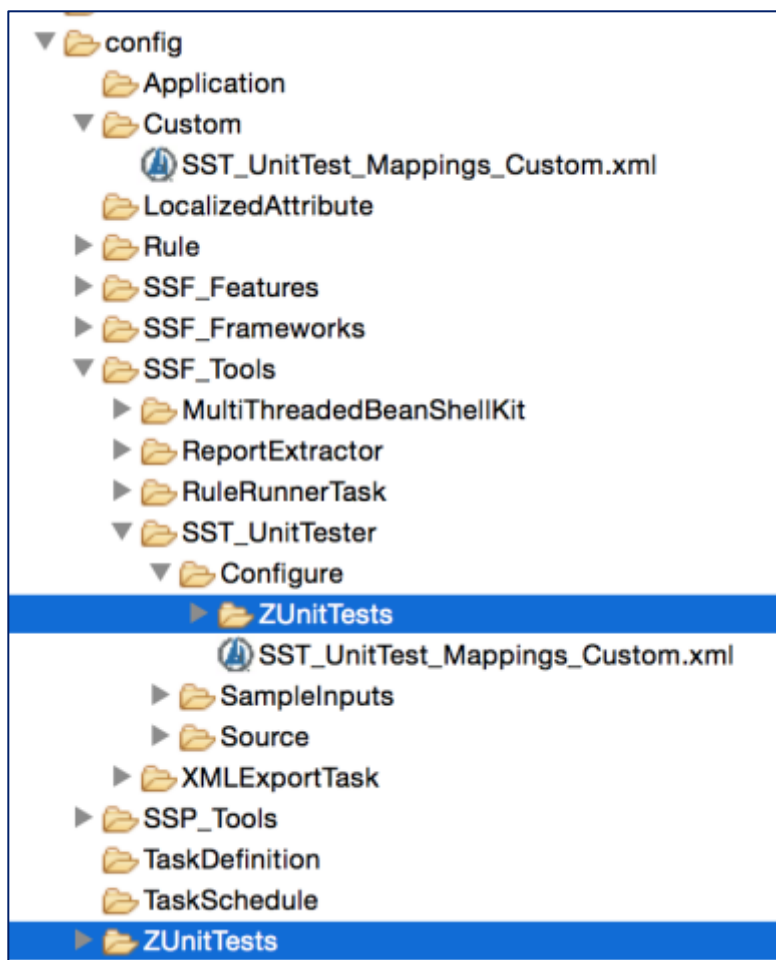 config
Application
Custom
SST_UnitTest_Mappings_Custom.xml
LocalizedAttribute
Rule
SSF_Features
SSF_Frameworks
SSF_Tools
MultiThreadedBeanShellKit
ReportExtractor
RuleRunnerTask
SST_UnitTester
Configure
ZUnitTests
SST_UnitTest_Mappings_Custom.xml
SampleInputs
Source
XMLExportTask
SSP_Tools
TaskDefinition
TaskSchedule
ZUnitTests